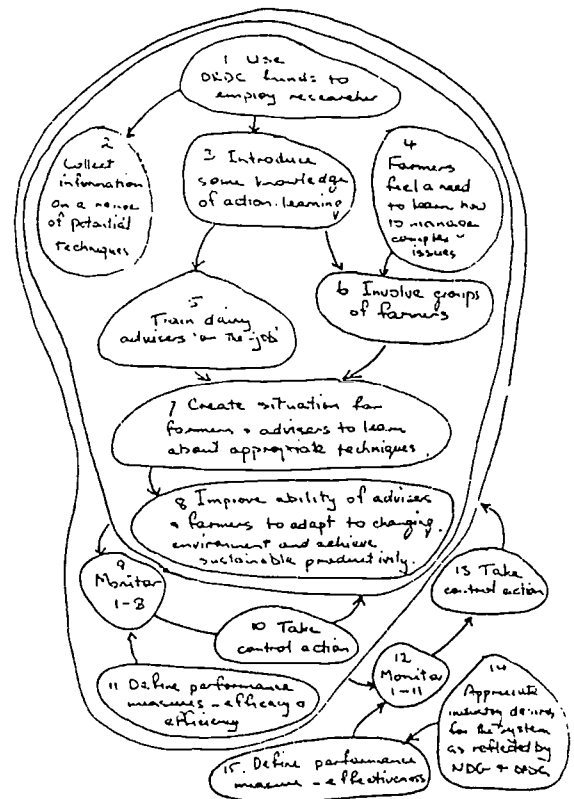 1 Use
DRDC funds to
employ researcher
2
Collect
information
on a range
of potential
techniques
3 Introduce
some knowledge
of action learning
4
Farmers
feel a need
to learn how
to manage
complex
issues
5
Train dairy
advisers 'on-the-job'
6 Involve groups
of farmers
7 Create situation for
farmers & advisers to learn
about appropriate techniques
8 Improve ability of advisers
& farmers to adapt to changing
environment and achieve
sustainable productivity.
9
Monitor
1-8
10 Take
control action
11 Define performance
measures - efficacy &
efficiency
12
Monitor
1-11
13 Take
control action
14
Appreciate
industry desires
for the system
as reflected by
NDG &
15. Define performance
measure - effectiveness